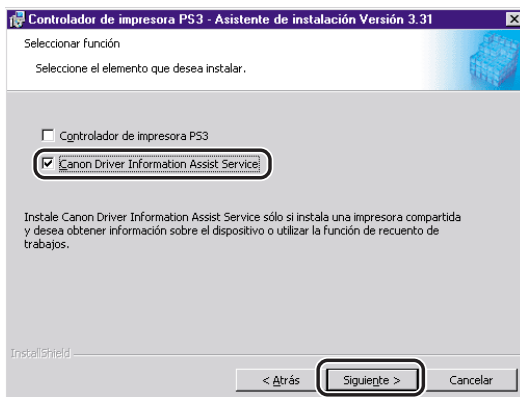 Controlador de impresora PS3 - Asistente de instalación Versión 3.31
Seleccionar función
Seleccione el elemento que desea instalar.
Controlador de impresora PS3
Canon Driver Information Assist Service
Instale Canon Driver Information Assist Service sólo si instala una impresora compartida
y desea obtener información sobre el dispositivo o utilizar la función de recuento de
trabajos.
InstallShield
< Atrás Siguiente > Cancelar